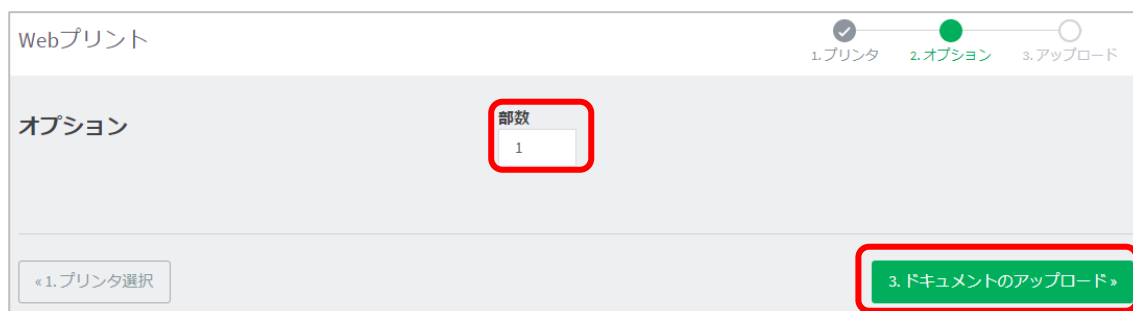 Webプリント
1.プリンタ 2.オプション 3.アップロード
オプション
部数
1
«1.プリンタ選択
3.ドキュメントのアップロード»